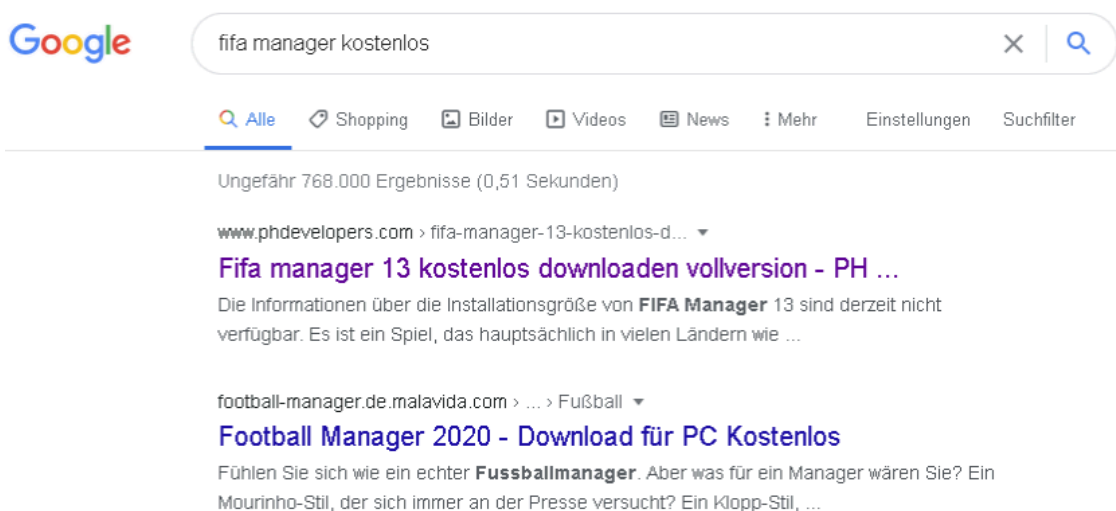 Google
fifa manager kostenlos
Alle Shopping Bilder Videos News Mehr Einstellungen Suchfilter
Ungefähr 768.000 Ergebnisse (0,51 Sekunden)
www.phdevelopers.com › fifa-manager-13-kostenlos-d...
Fifa manager 13 kostenlos downloaden vollversion - PH ...
Die Informationen über die Installationsgröße von FIFA Manager 13 sind derzeit nicht
verfügbar. Es ist ein Spiel, das hauptsächlich in vielen Ländern wie ...
football-manager.de.malavida.com › ... › Fußball
Football Manager 2020 - Download für PC Kostenlos
Fühlen Sie sich wie ein echter Fussballmanager. Aber was für ein Manager wären Sie? Ein
Mourinho-Stil, der sich immer an der Presse versucht? Ein Klopp-Stil, ...